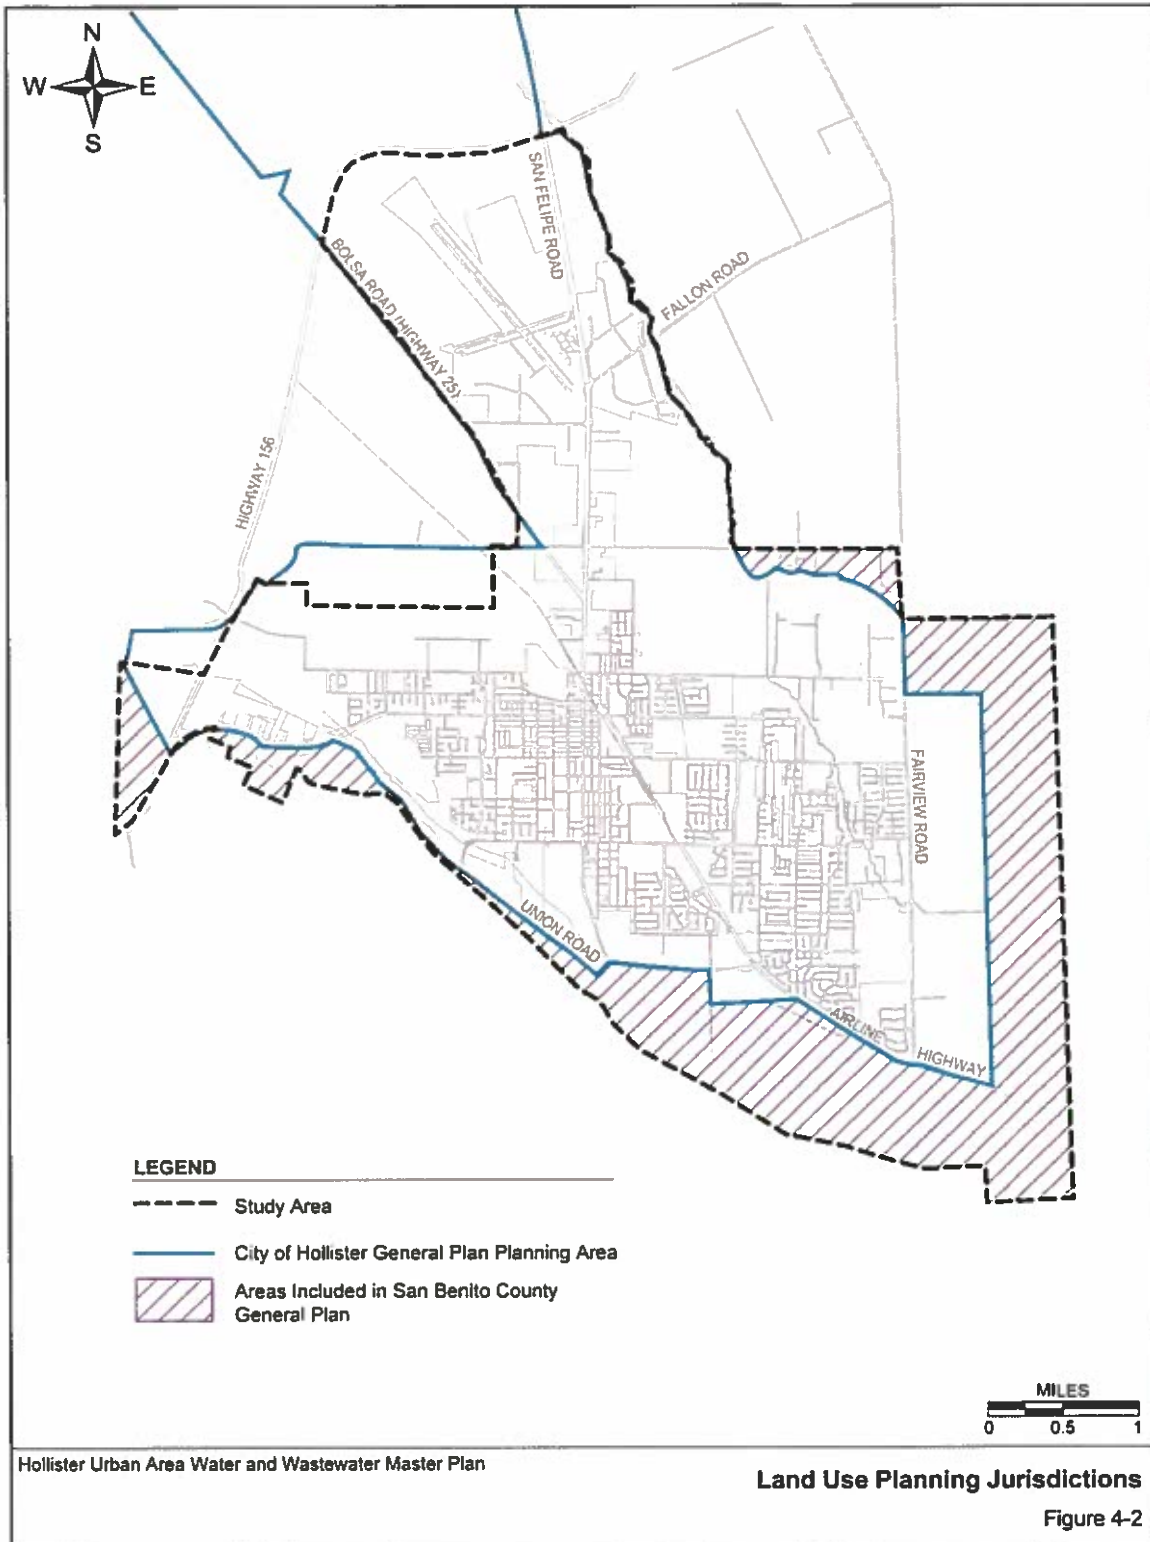 N
W E
S
SAN FELIPE ROAD
BOLSA ROAD (HIGHWAY 25)
FALLON ROAD
HIGHWAY 156
FAIRVIEW ROAD
UNION ROAD
AIRLINE
HIGHWAY
LEGEND
Study Area
City of Hollister General Plan Planning Area
Areas Included in San Benito County
General Plan
MILES
0 0.5 1
Hollister Urban Area Water and Wastewater Master Plan
Land Use Planning Jurisdictions
Figure 4-2